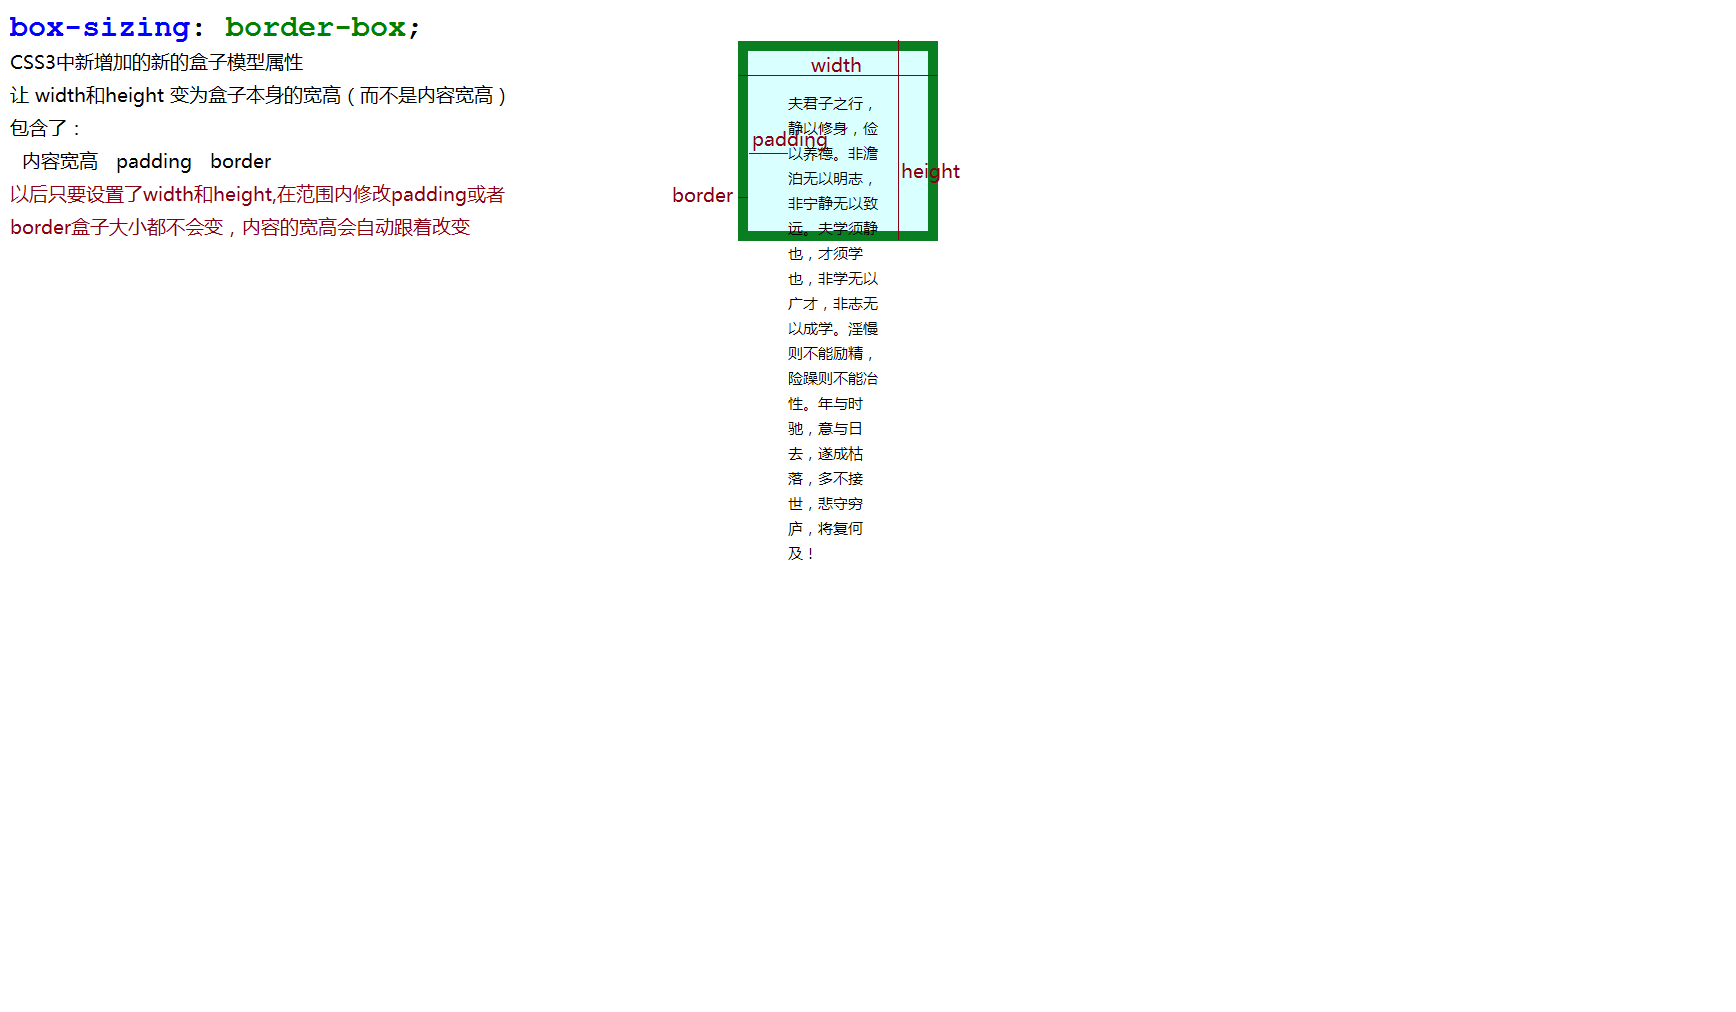 box-sizing: border-box;
CSS3中新增加的新的盒子模型属性
让 width和height 变为盒子本身的宽高（而不是内容宽高）
包含了：
内容宽高 padding border
以后只要设置了width和height,在范围内修改padding或者
border盒子大小都不会变，内容的宽高会自动跟着改变
width
padding
height
border
夫君子之行，
静以修身，俭
以养德。非澹
泊无以明志，
非宁静无以致
远。夫学须静
也，才须学
也，非学无以
广才，非志无
以成学。淫慢
则不能励精，
险躁则不能冶
性。年与时
驰，意与日
去，遂成枯
落，多不接
世，悲守穷
庐，将复何
及！